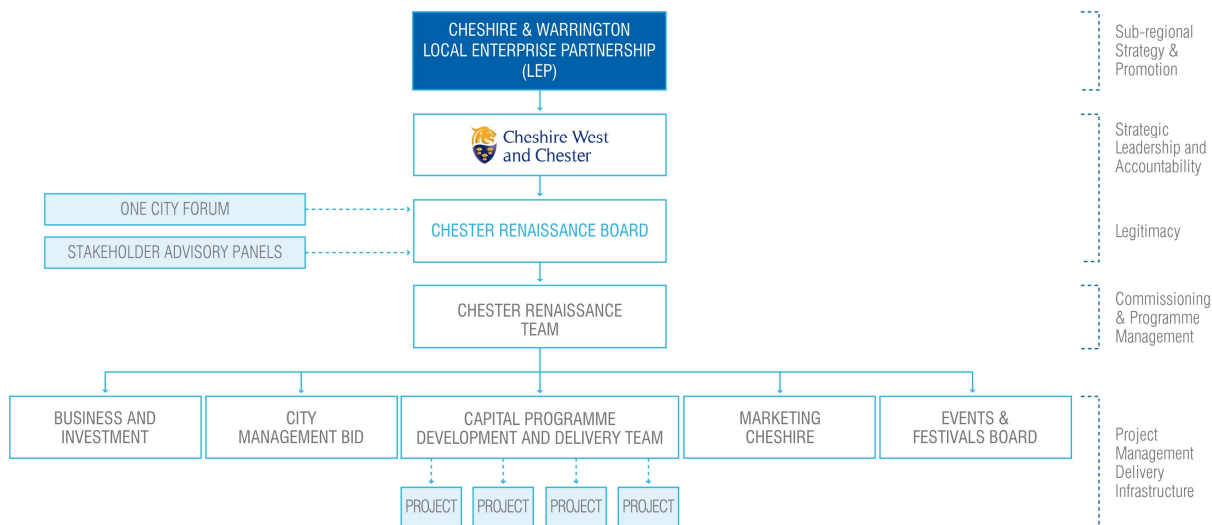 CHESHIRE & WARRINGTON
LOCAL ENTERPRISE PARTNERSHIP
(LEP)
Sub-regional
Strategy &
Promotion
Cheshire West
and Chester
Strategic
Leadership and
Accountability
ONE CITY FORUM
STAKEHOLDER ADVISORY PANELS
CHESTER RENAISSANCE BOARD
Legitimacy
CHESTER RENAISSANCE
TEAM
Commissioning
& Programme
Management
BUSINESS AND
INVESTMENT
CITY
MANAGEMENT BID
CAPITAL PROGRAMME
DEVELOPMENT AND DELIVERY TEAM
MARKETING
CHESHIRE
EVENTS &
FESTIVALS BOARD
Project
Management
Delivery
Infrastructure
PROJECT
PROJECT
PROJECT
PROJECT